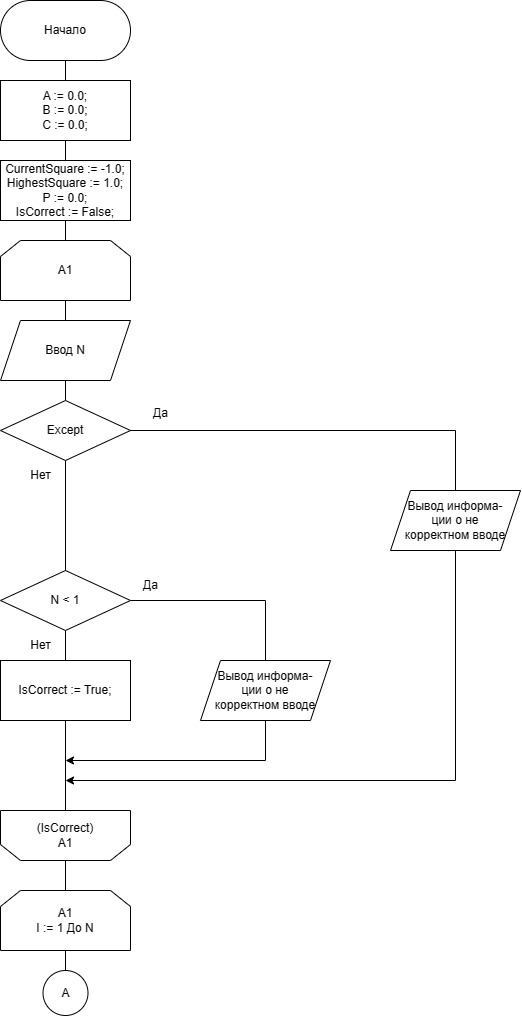 Начало
A := 0.0;
B := 0.0;
C := 0.0;
CurrentSquare := -1.0;
HighestSquare := 1.0;
P := 0.0;
IsCorrect := False;
A1
Ввод N
Except
Да
Нет
Вывод информа-
ции о не
корректном вводе
N < 1
Да
Нет
IsCorrect := True;
Вывод информа-
ции о не
корректном вводе
(IsCorrect)
A1
A1
I := 1 До N
A